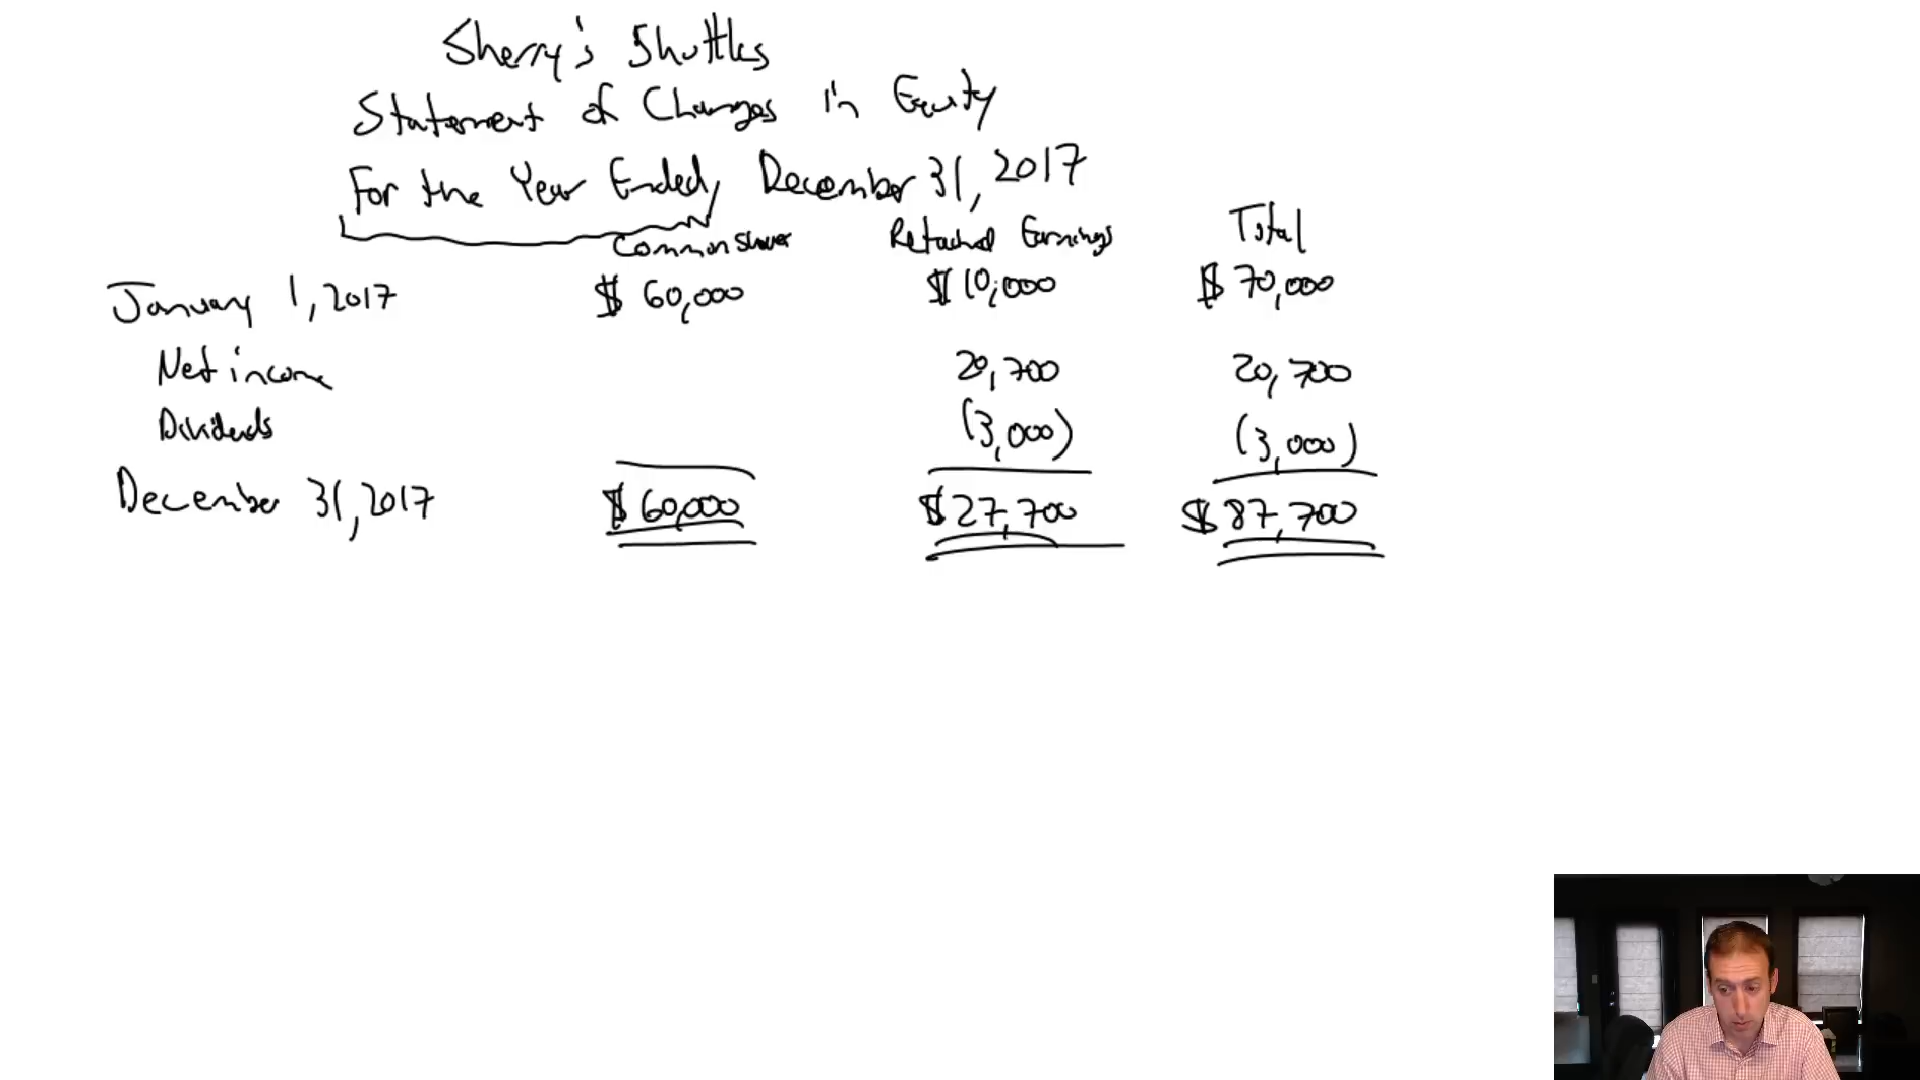 Sherry's Shuttles
Statement of Changes in Equity
For the Year Ended, December 31, 2017
Common Shares Retained Earnings Total
January 1, 2017 $ 60,000 $ 10,000 $ 70,000
Net income 20,700 20,700
Dividends (3,000) (3,000)
December 31, 2017 $ 60,000 $ 27,700 $ 87,700